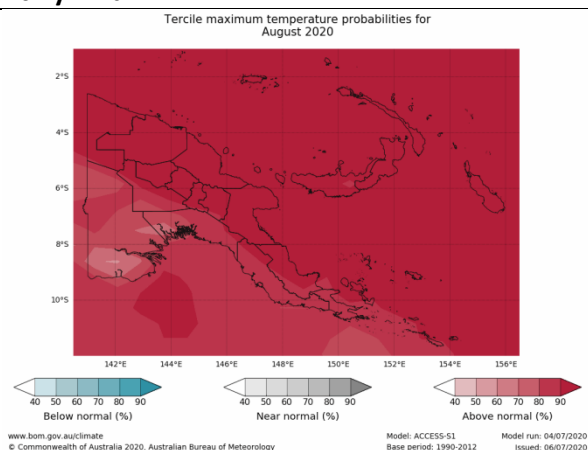 Tercile maximum temperature probabilities for
August 2020
2°S
4°S
6°S
8°S
10°S
142°E 144°E 146°E 148°E 150°E 152°E 154°E 156°E
40 50 60 70 80 90 40 50 60 70 80 90 40 50 60 70 80 90
Below normal (%) Near normal (%) Above normal (%)
www.bom.gov.au/climate Model: ACCESS-S1 Model run: 04/07/2020
© Commonwealth of Australia 2020, Australian Bureau of Meteorology Base period: 1990-2012 Issued: 06/07/2020